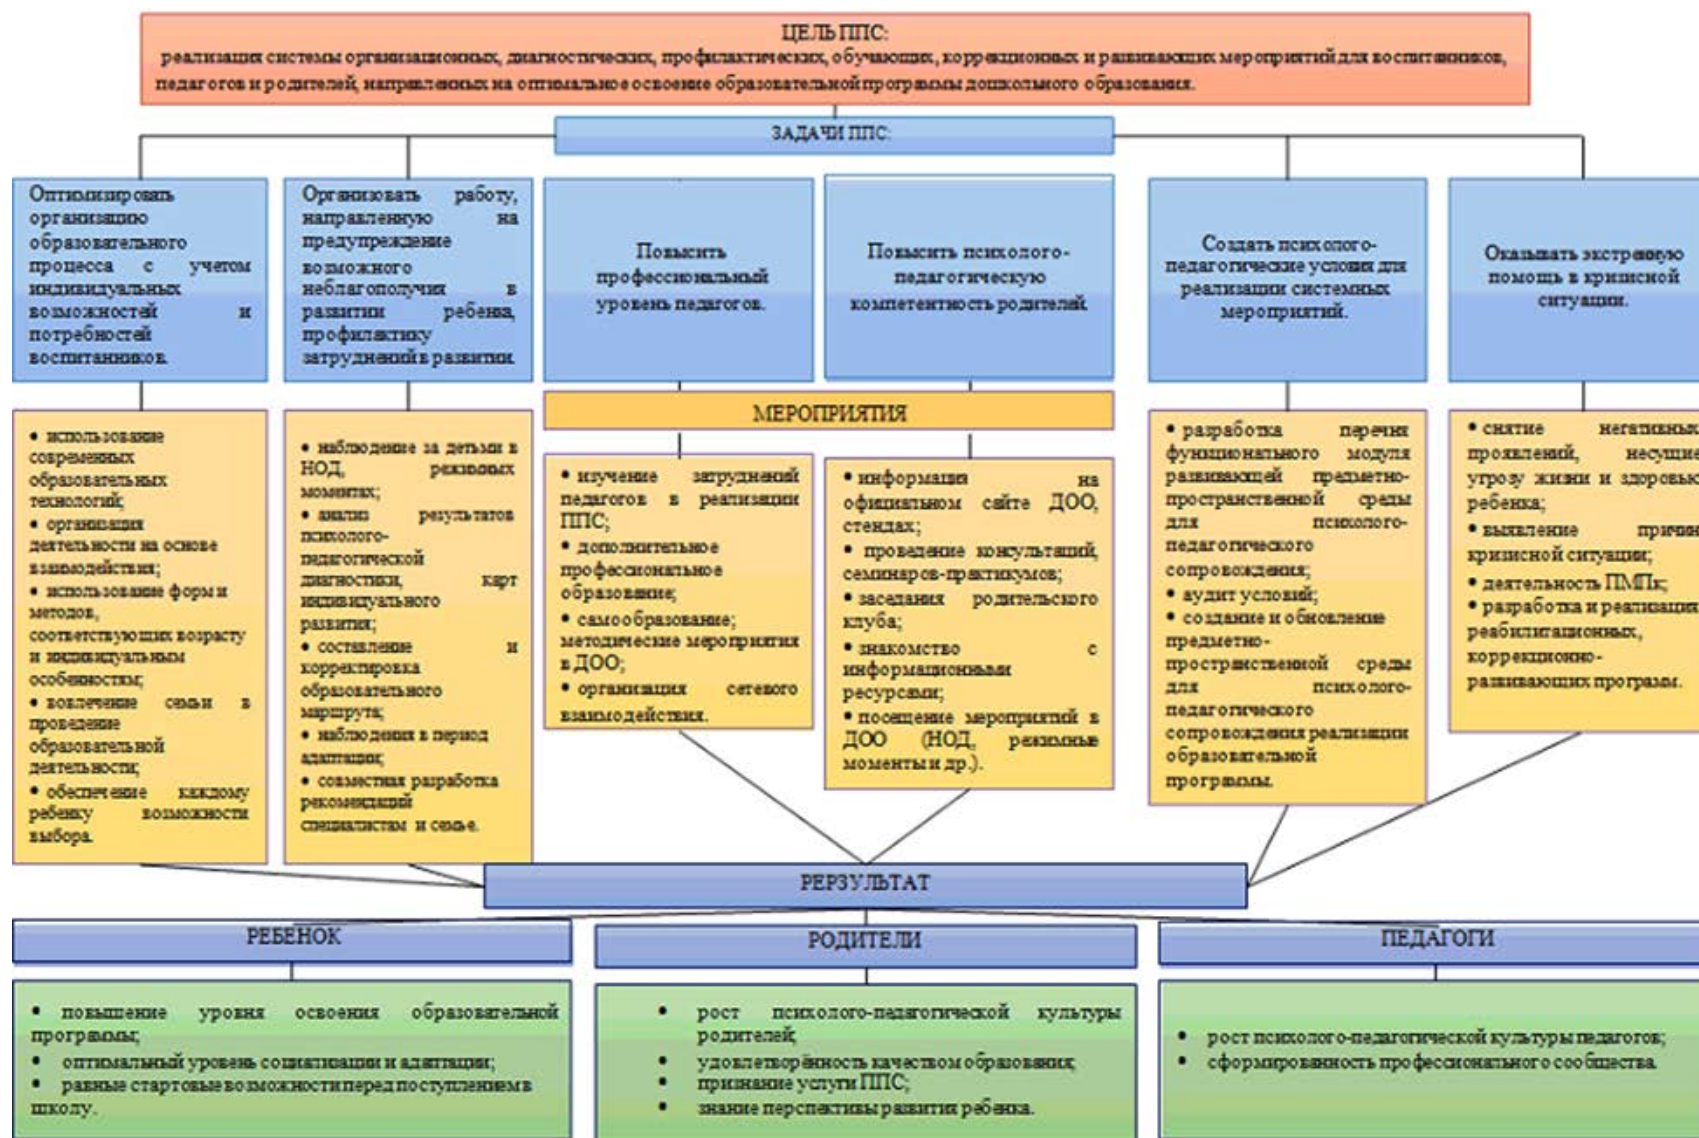 ЦЕЛЬ ППС:
реализация системы организационных, диагностических, профилактических, обучающих, коррекционных и развивающих мероприятий для воспитанников,
педагогов и родителей, направленных на оптимальное освоение образовательной программы дошкольного образования.
ЗАДАЧИ ППС:
Оптимизировать
организацию
образовательного
процесса с учетом
индивидуальных
возможностей и
потребностей
воспитанников.
Организовать работу,
направленную на
предупреждение
возможного
неблагополучия в
развитии ребенка,
профилактику
затруднений в развитии.
Повысить
профессиональный
уровень педагогов.
Повысить психолого-
педагогическую
компетентность родителей.
Создать психолого-
педагогические условия для
реализации системных
мероприятий.
Оказывать экстренную
помощь в кризисной
ситуации.
МЕРОПРИЯТИЯ
• использование
современных
образовательных
технологий;
• организация
деятельности на основе
взаимодействия;
• использование форм и
методов,
соответствующих возрасту
и индивидуальным
особенностям;
• вовлечение семьи в
проведение
образовательной
деятельности;
• обеспечение каждому
ребенку возможности
выбора.
• наблюдение за детьми в
НОД, режимных
моментах;
• анализ результатов
психолого-
педагогической
диагностики, карт
индивидуального
развития;
• составление и
корректировка
образовательного
маршрута;
• наблюдения в период
адаптации;
• совместная разработка
рекомендаций
специалистам и семье.
• изучение затруднений
педагогов в реализации
ППС;
• дополнительное
профессиональное
образование;
• самообразование;
методические мероприятия
в ДОО;
• организация сетевого
взаимодействия.
• информация на
официальном сайте ДОО,
стендах;
• проведение консультаций,
семинаров-практикумов;
• заседания родительского
клуба;
• знакомство с
информационными
ресурсами;
• посещение мероприятий в
ДОО (НОД, режимные
моменты и др.).
• разработка перечня
функционального модуля
развивающей предметно-
пространственной среды
для психолого-
педагогического
сопровождения;
• аудит условий;
• создание и обновление
предметно-
пространственной среды
для психолого-
педагогического
сопровождения реализации
образовательной
программы.
• снятие негативных
проявлений, несущие
угрозу жизни и здоровью
ребенка;
• выявление причин
кризисной ситуации;
• деятельность ПМПк;
• разработка и реализация
реабилитационных,
коррекционно-
развивающих программ.
РЕРЗУЛЬТАТ
РЕБЕНОК
РОДИТЕЛИ
ПЕДАГОГИ
• повышение уровня освоения образовательной
программы;
• оптимальный уровень социализации и адаптации;
• равные стартовые возможности перед поступлением в
школу.
• рост психолого-педагогической культуры
родителей;
• удовлетворённость качеством образования;
• признание услуги ППС;
• знание перспективы развития ребенка.
• рост психолого-педагогической культуры педагогов;
• сформированность профессионального сообщества.